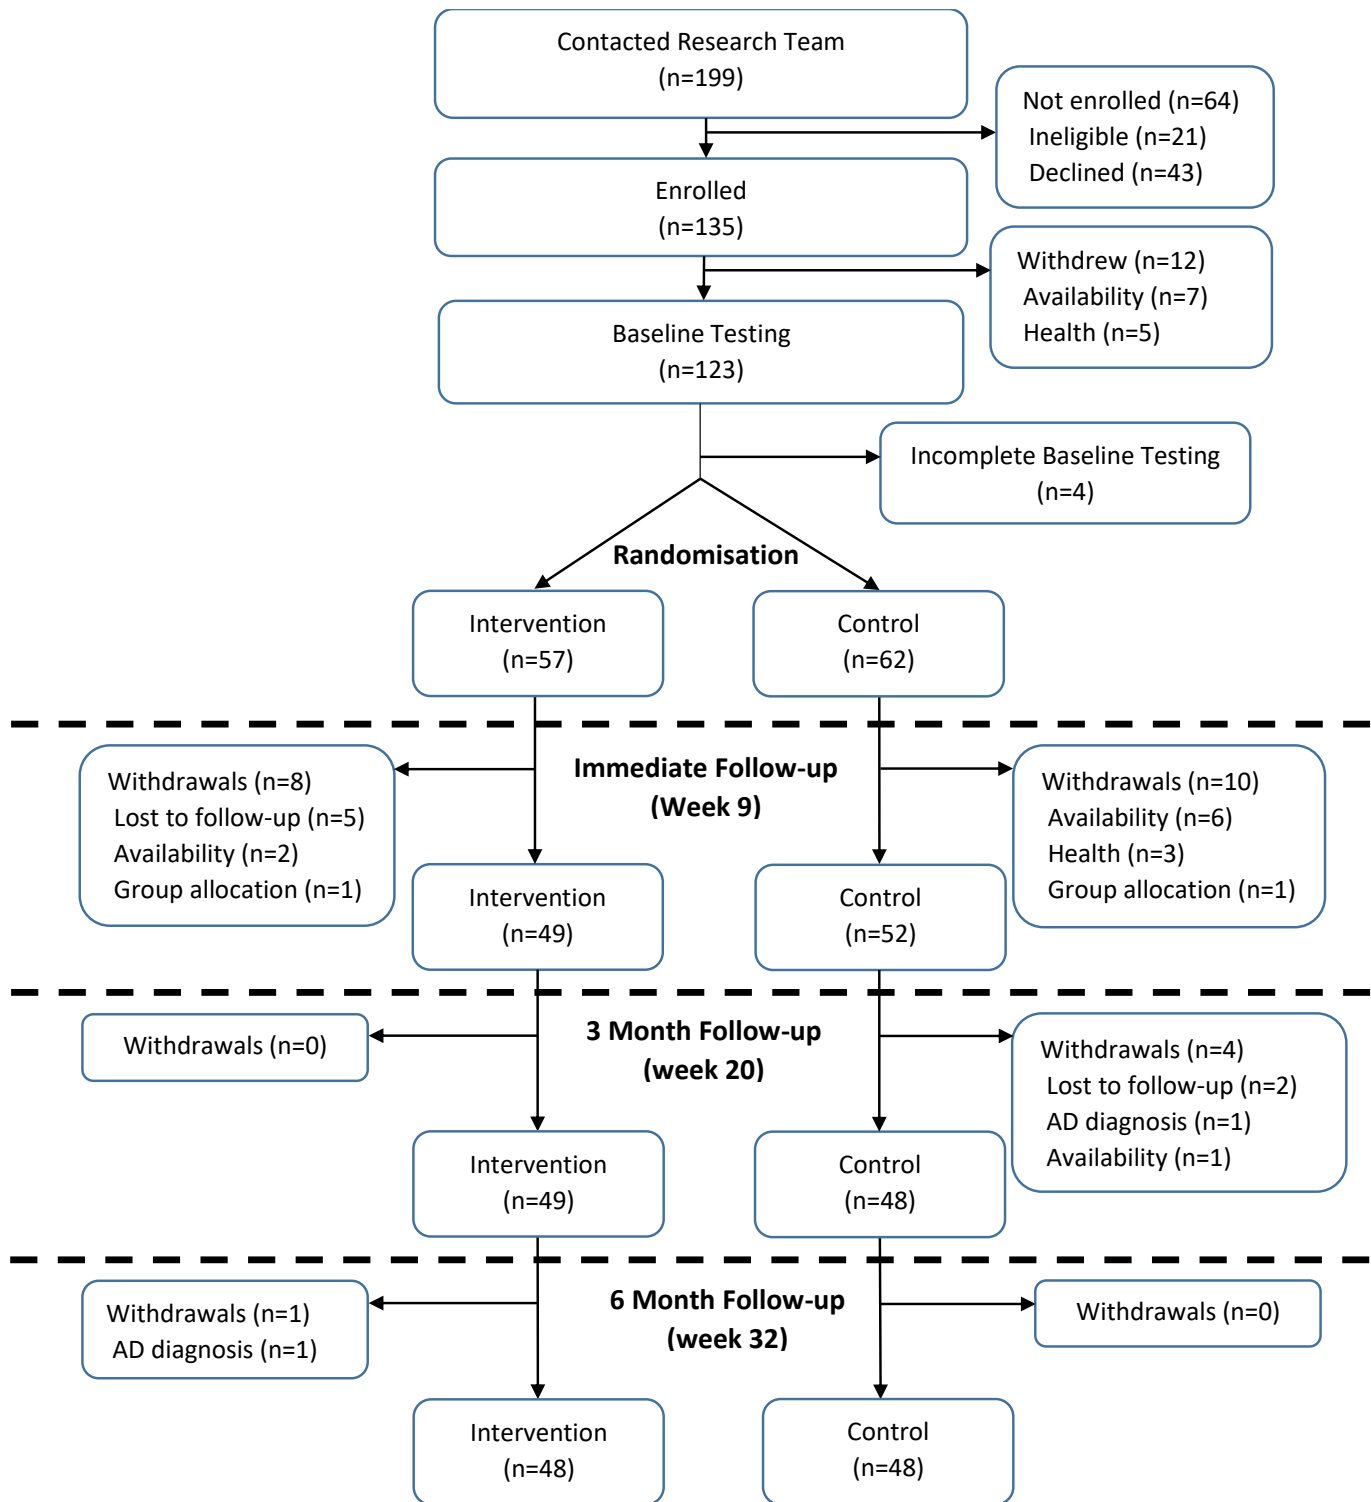 Contacted Research Team
(n=199)
Not enrolled (n=64)
Ineligible (n=21)
Declined (n=43)
Enrolled
(n=135)
Withdrew (n=12)
Availability (n=7)
Health (n=5)
Baseline Testing
(n=123)
Incomplete Baseline Testing
(n=4)
Randomisation
Intervention
(n=57)
Control
(n=62)
Immediate Follow-up
(Week 9)
Withdrawals (n=8)
Lost to follow-up (n=5)
Availability (n=2)
Group allocation (n=1)
Withdrawals (n=10)
Availability (n=6)
Health (n=3)
Group allocation (n=1)
Intervention
(n=49)
Control
(n=52)
3 Month Follow-up
(week 20)
Withdrawals (n=0)
Withdrawals (n=4)
Lost to follow-up (n=2)
AD diagnosis (n=1)
Availability (n=1)
Intervention
(n=49)
Control
(n=48)
6 Month Follow-up
(week 32)
Withdrawals (n=1)
AD diagnosis (n=1)
Withdrawals (n=0)
Intervention
(n=48)
Control
(n=48)